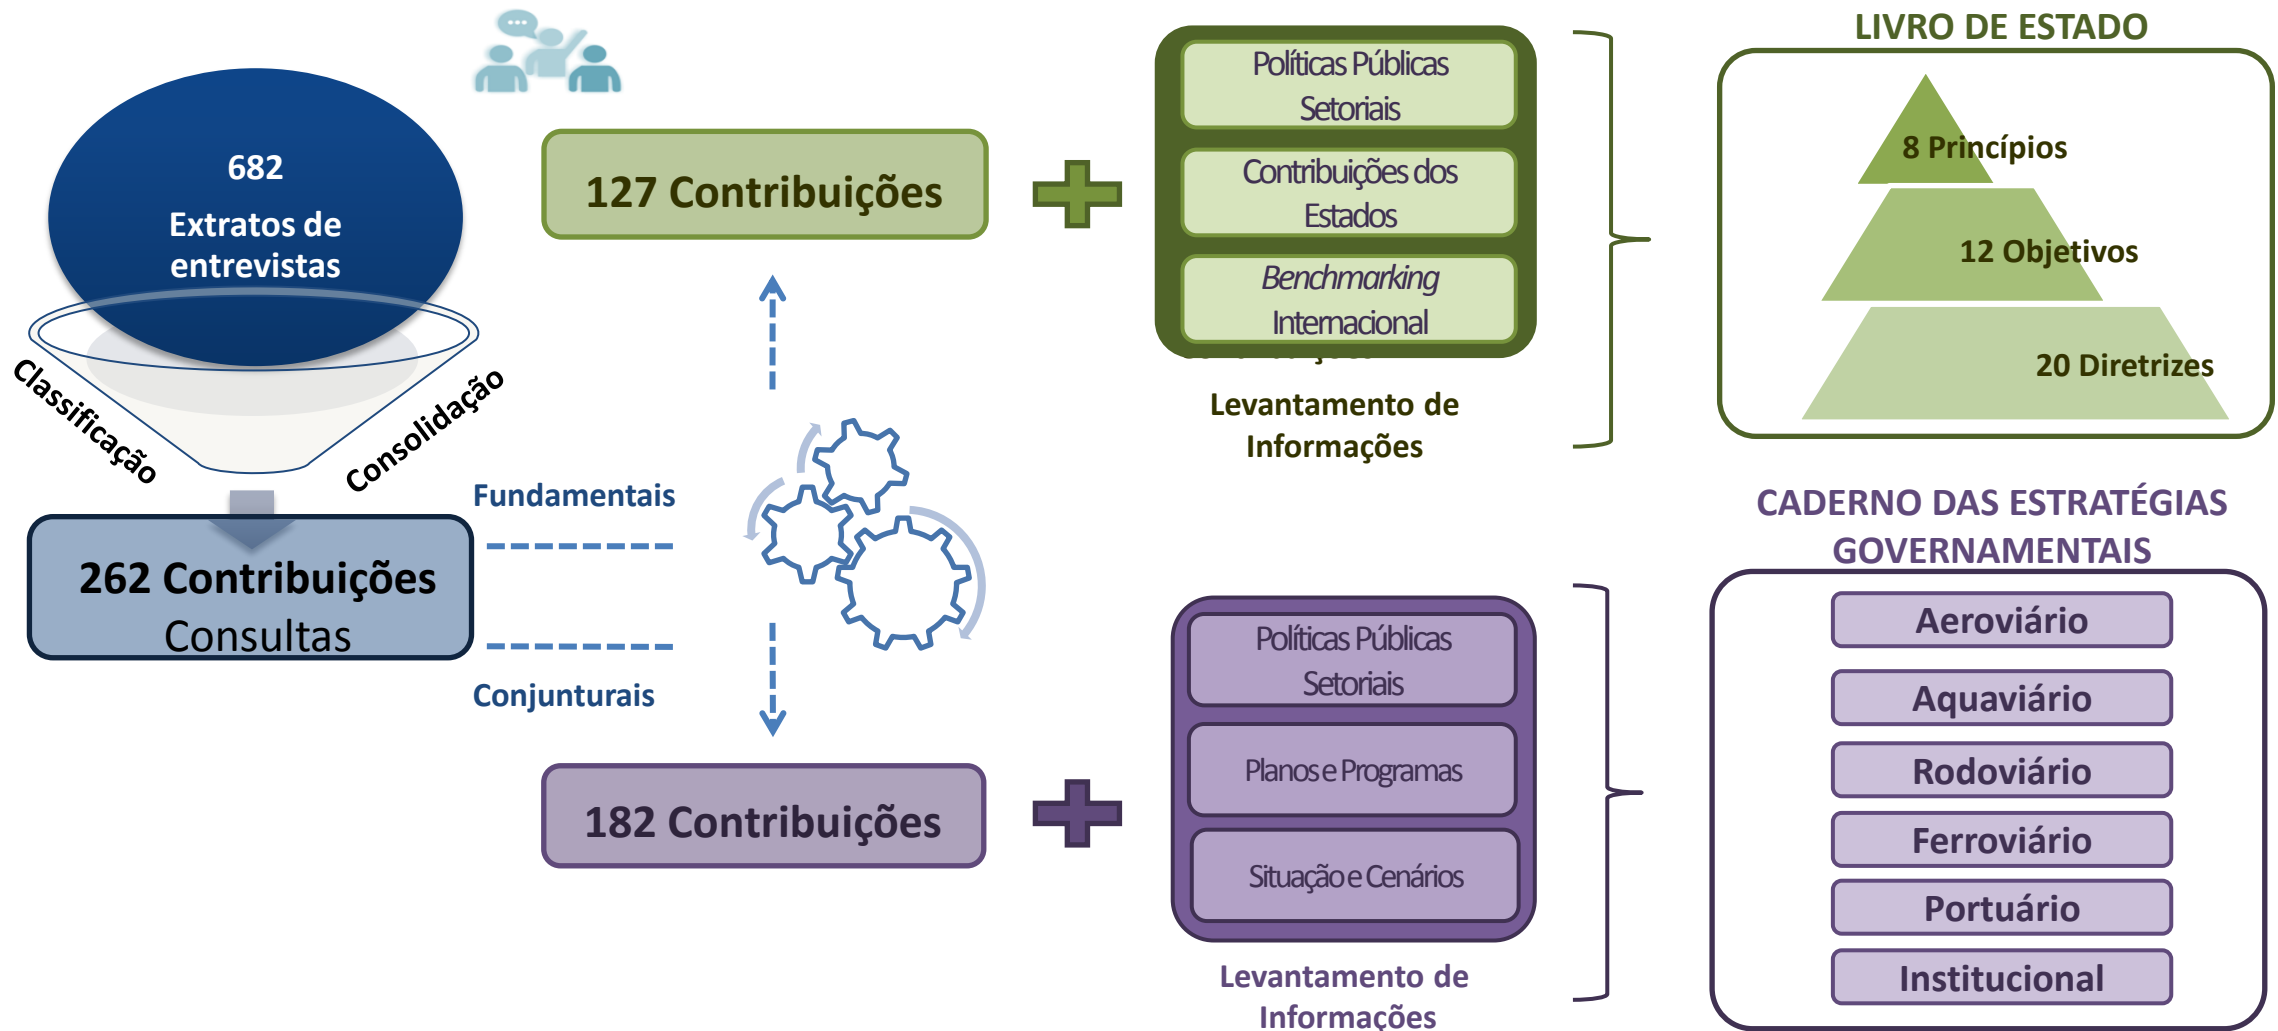 682
Extratos de
entrevistas
Classificação
Consolidação
262 Contribuições
Consultas
Fundamentais
Conjunturais
127 Contribuições
Políticas Públicas
Setoriais
Contribuições dos
Estados
Benchmarking
Internacional
Levantamento de
Informações
LIVRO DE ESTADO
8 Princípios
12 Objetivos
20 Diretrizes
182 Contribuições
Políticas Públicas
Setoriais
Planos e Programas
Situação e Cenários
Levantamento de
Informações
CADERNO DAS ESTRATÉGIAS
GOVERNAMENTAIS
Aeroviário
Aquaviário
Rodoviário
Ferroviário
Portuário
Institucional